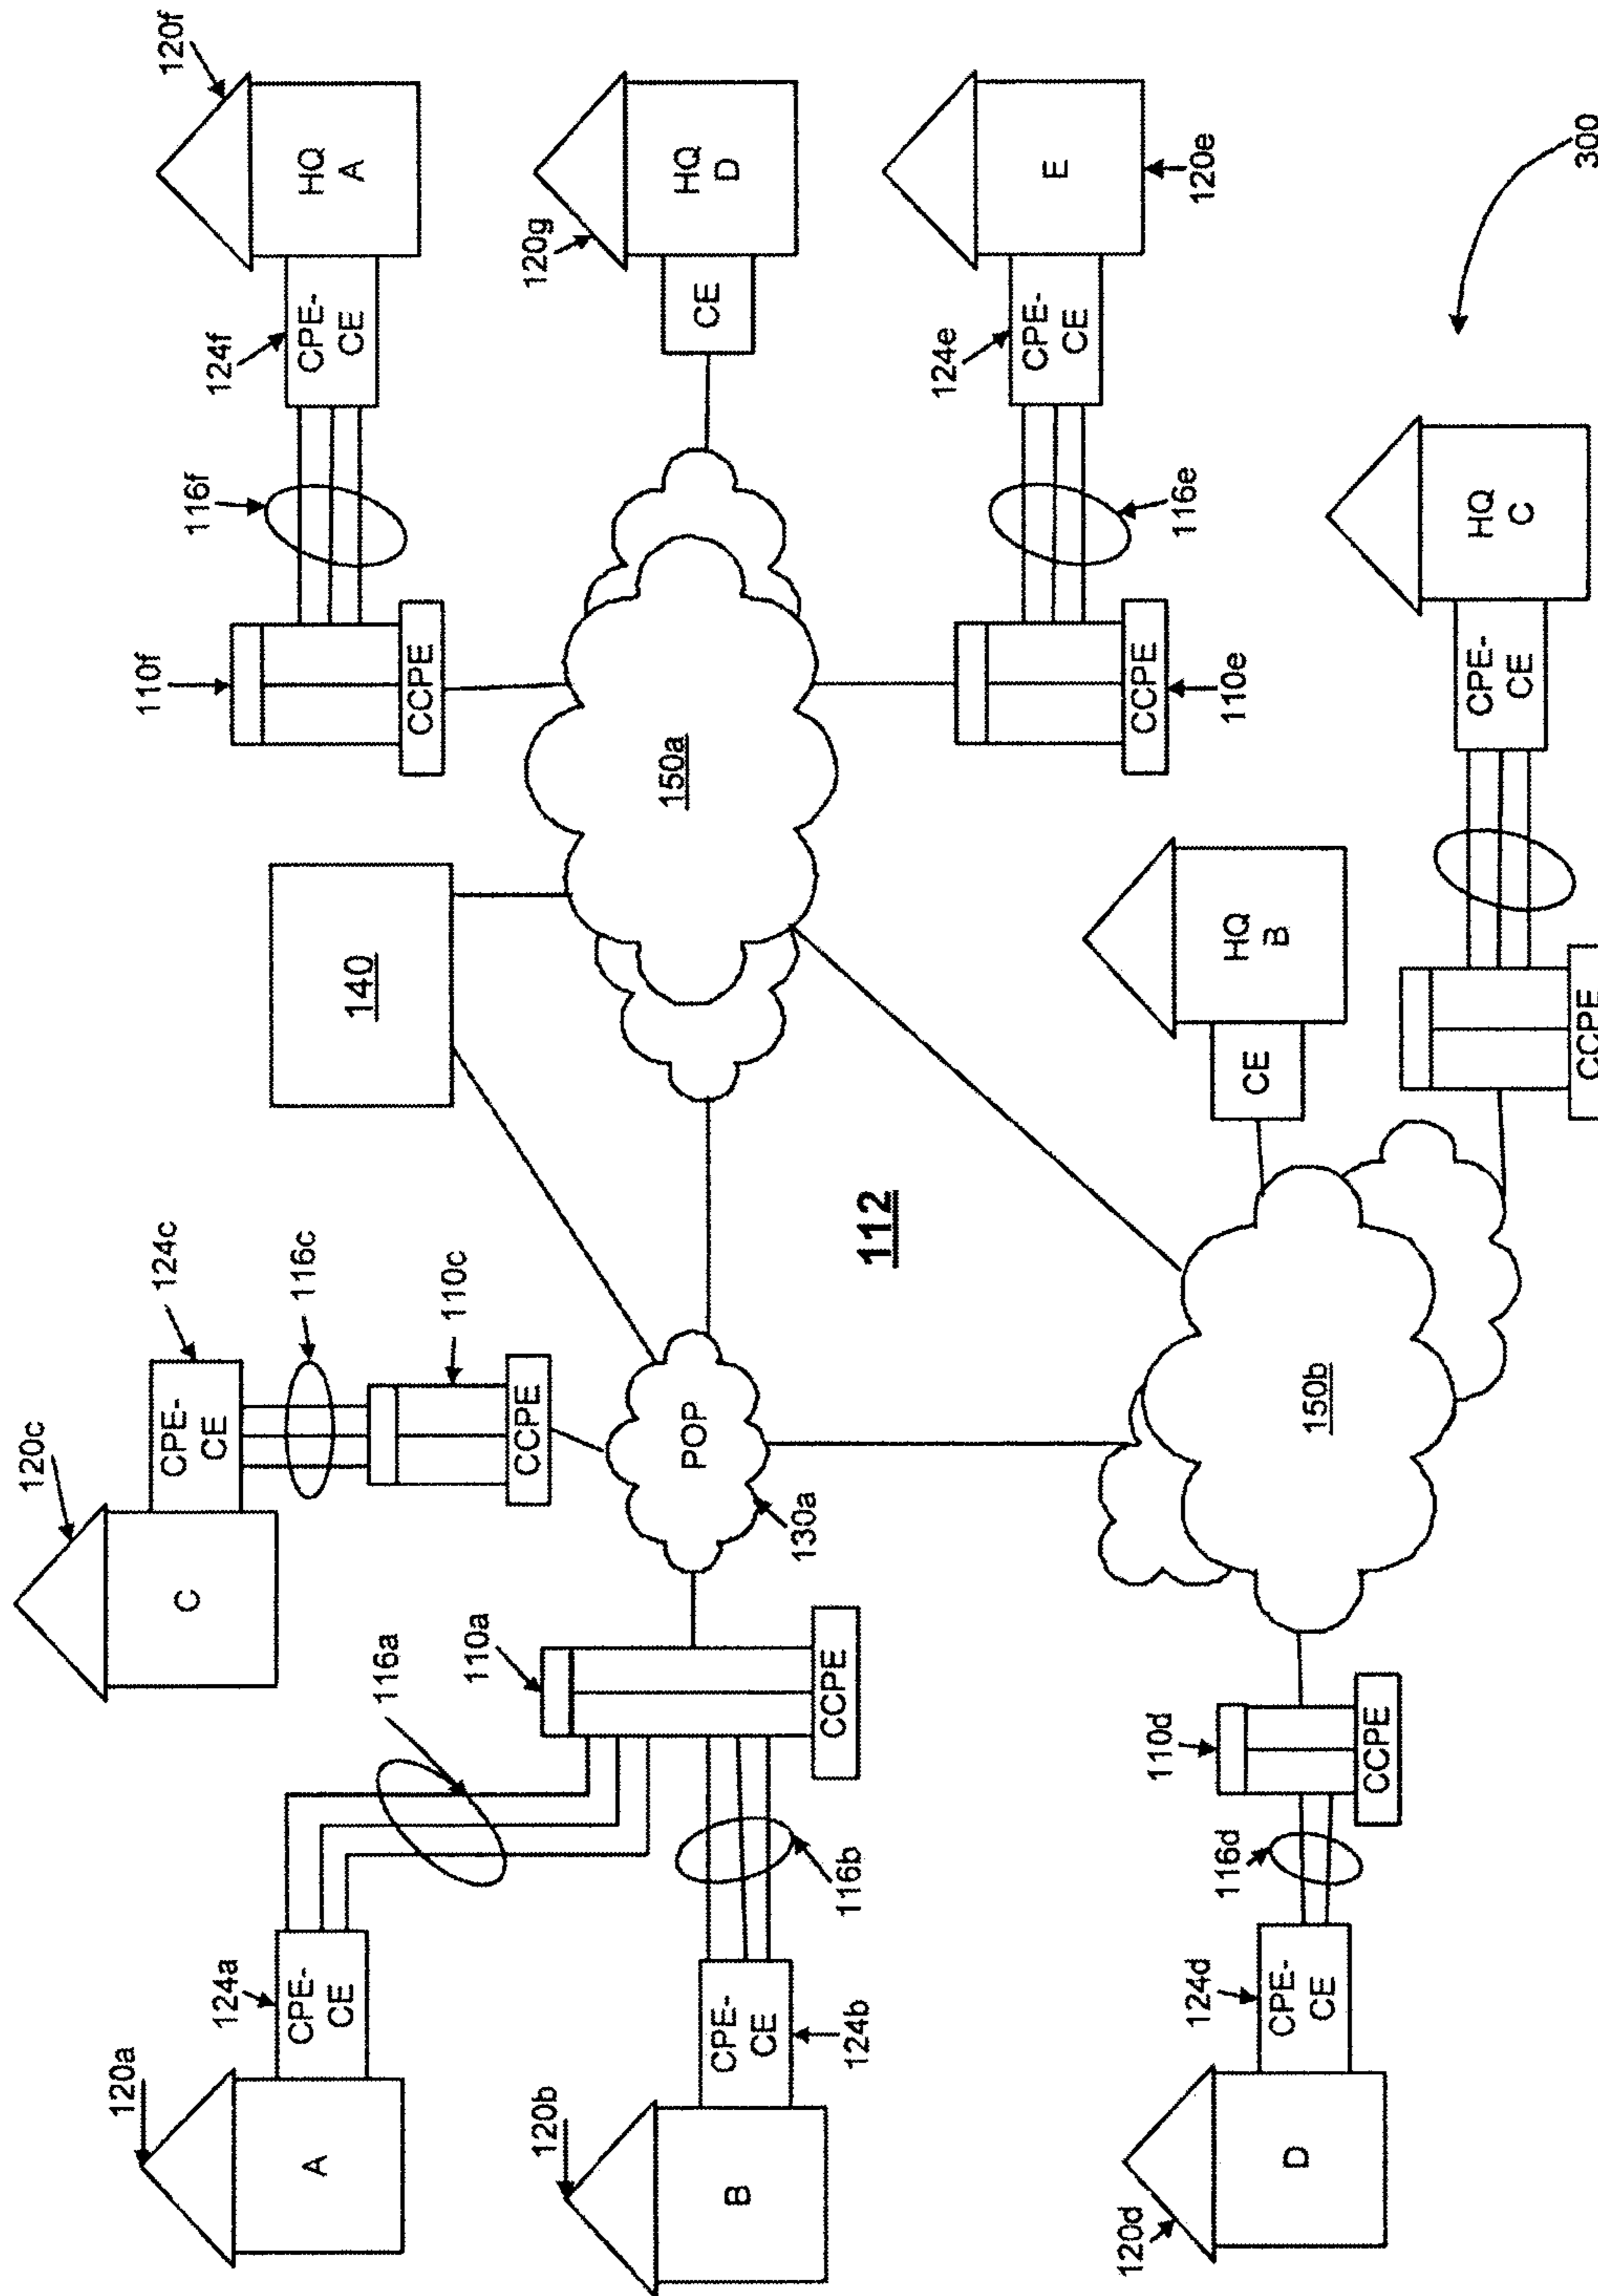 120f
HQ
A
124f
CPE-
CE
116f
110f
CCPE
120g
HQ
D
CE
120e
E
124e
CPE-
CE
116e
CCPE
110e
150a
140
300
HQ
C
CPE-
CE
CCPE
HQ
B
CE
112
120c
C
124c
CPE-
CE
116c
110c
CCPE
POP
130a
150b
116a
110a
CCPE
116b
120a
A
124a
CPE-
CE
120b
B
CPE-
CE
124b
110d
CCPE
116d
124d
CPE-
CE
120d
D